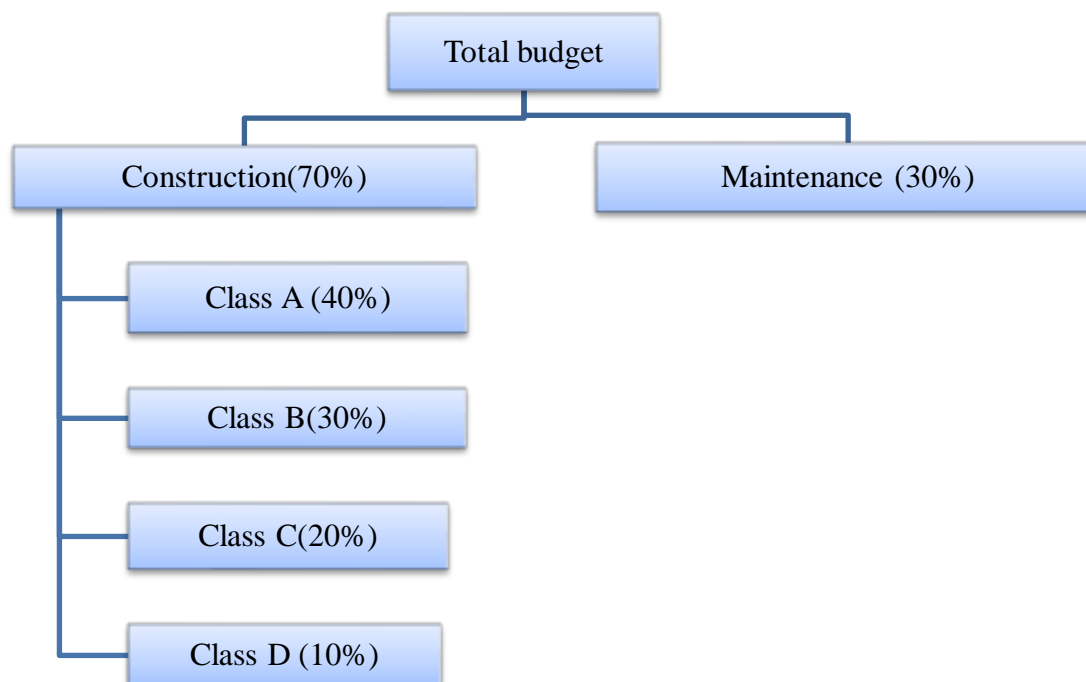 Total budget
Construction(70%)
Maintenance (30%)
Class A (40%)
Class B(30%)
Class C(20%)
Class D (10%)